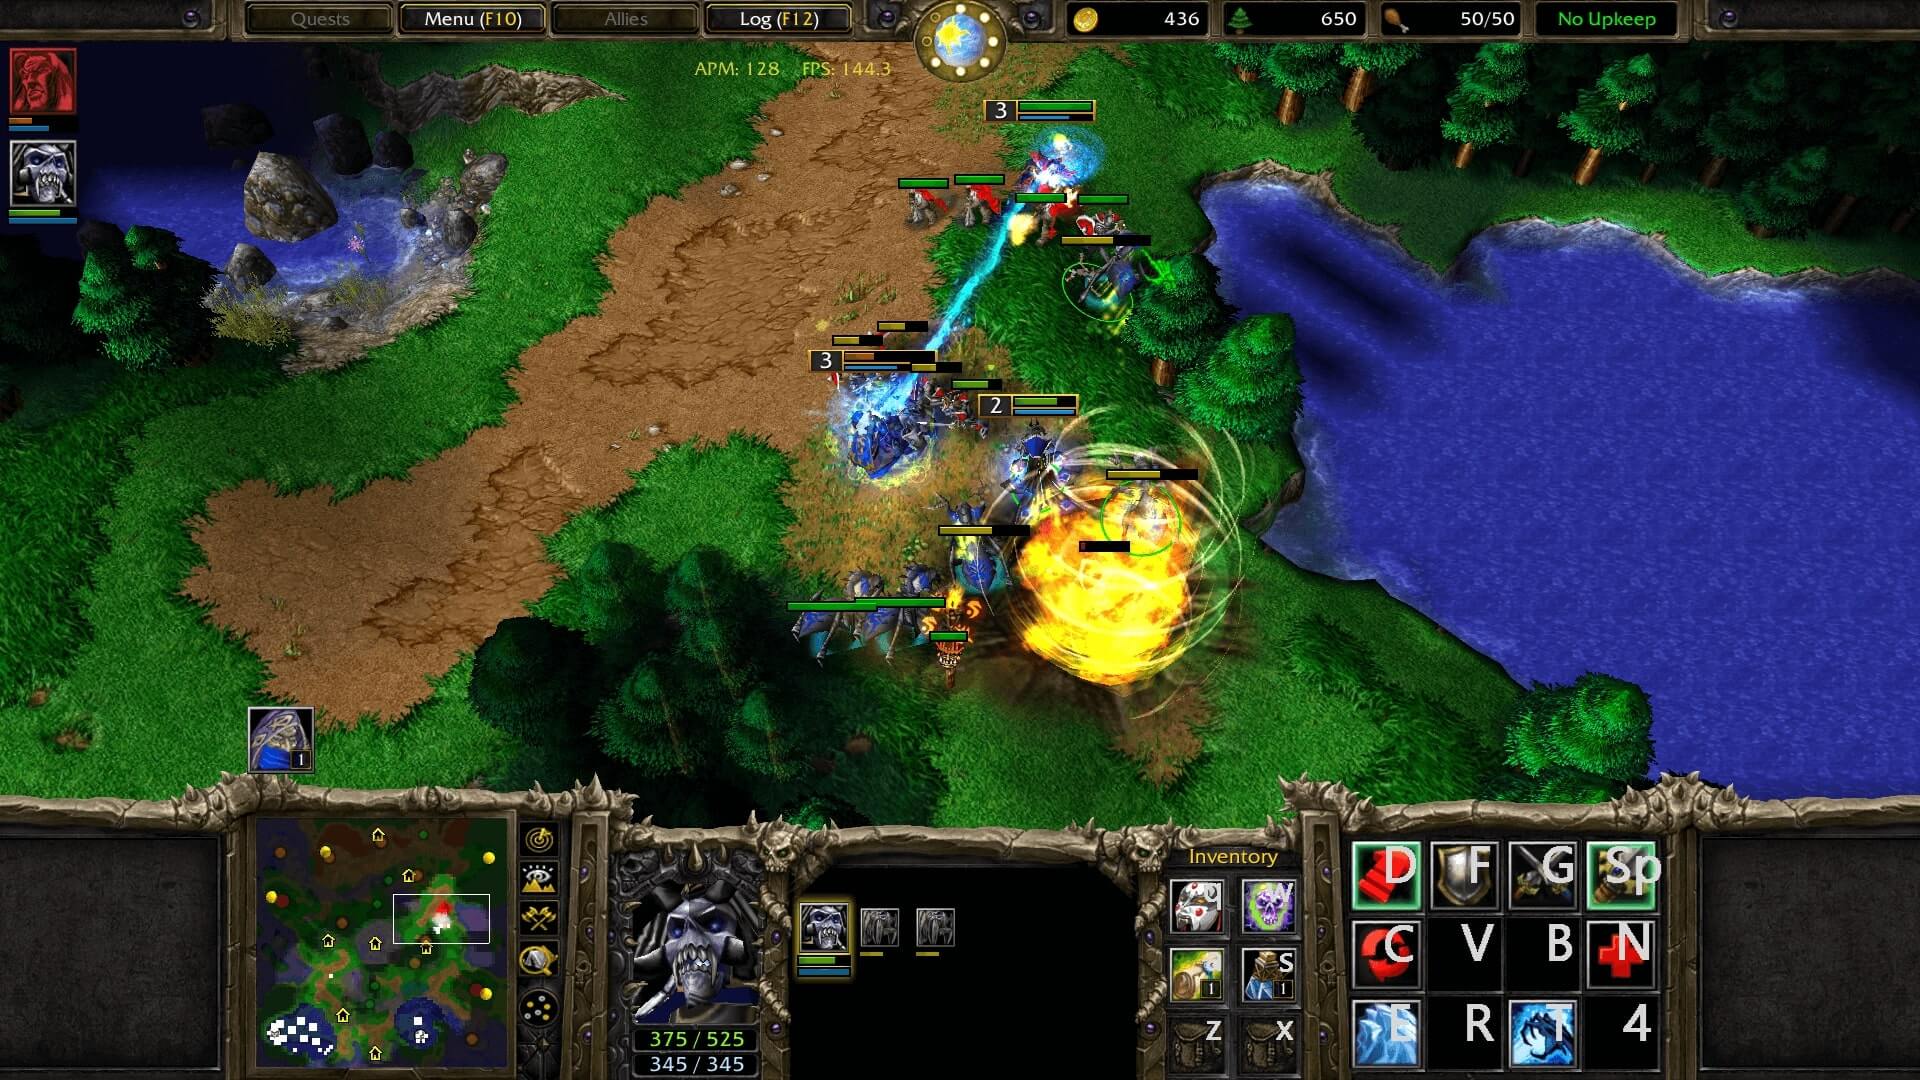 Quests Menu (F10) Allies Log (F12) 436 650 50/50 No Upkeep
APM: 128 FPS: 144.3
3
3
2
1
Inventory
Q W
1 S 1
Z X
375 / 525
345 / 345
D F G Sp
C V B N
E R T 4